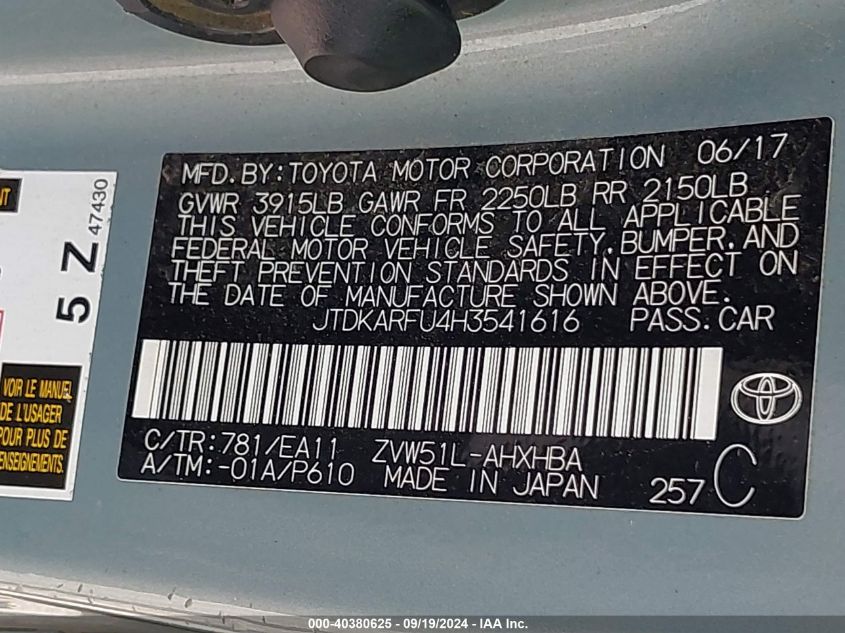 MFD. BY: TOYOTA MOTOR CORPORATION 06/17
GVWR 3915LB GAWR FR 2250LB RR 2150LB
THIS VEHICLE CONFORMS TO ALL APPLICABLE
FEDERAL MOTOR VEHICLE SAFETY, BUMPER, AND
THEFT PREVENTION STANDARDS IN EFFECT ON
THE DATE OF MANUFACTURE SHOWN ABOVE.
JTDKARFU4H3541616 PASS. CAR
C/TR: 781/EA11 ZVW51L-AHXHBA
A/TM: -01A/P610 MADE IN JAPAN 257 C
5 Z 47430
VOIR LE MANUEL
DE L'USAGER
POUR PLUS DE
RENSEIGNEMENTS.
000-40380625 - 09/19/2024 - IAA Inc.